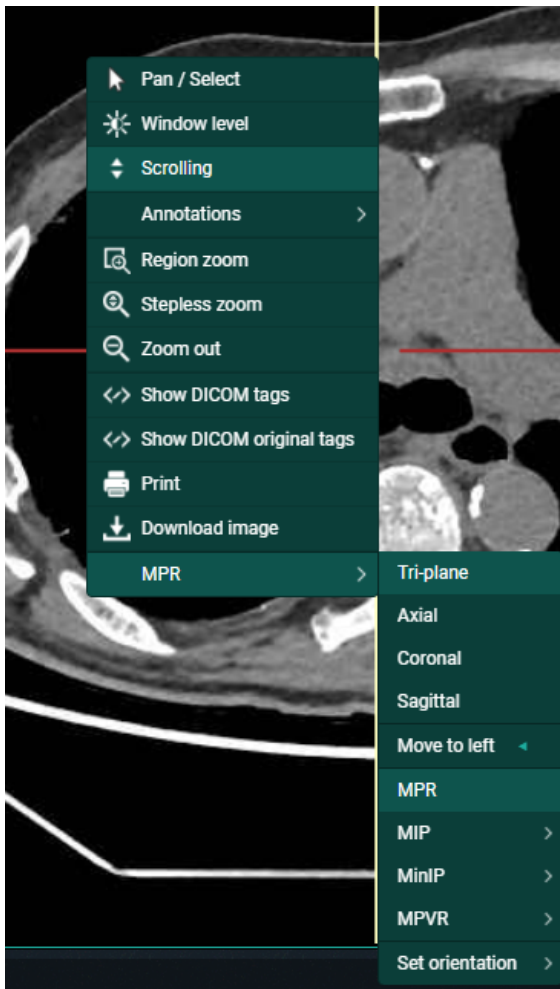 Pan / Select
Window level
Scrolling
Annotations
Region zoom
Stepless zoom
Zoom out
Show DICOM tags
Show DICOM original tags
Print
Download image
MPR
Tri-plane
Axial
Coronal
Sagittal
Move to left
MPR
MIP
MinIP
MPVR
Set orientation